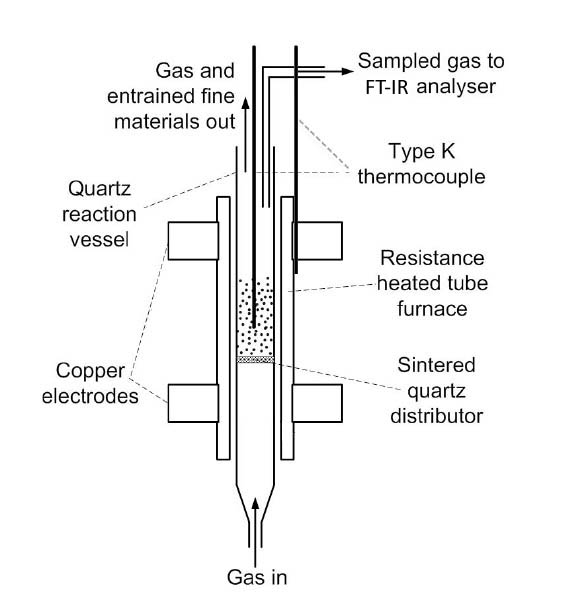 Gas and
entrained fine
materials out
Sampled gas to
FT-IR analyser
Type K
thermocouple
Quartz
reaction
vessel
Resistance
heated tube
furnace
Copper
electrodes
Sintered
quartz
distributor
Gas in